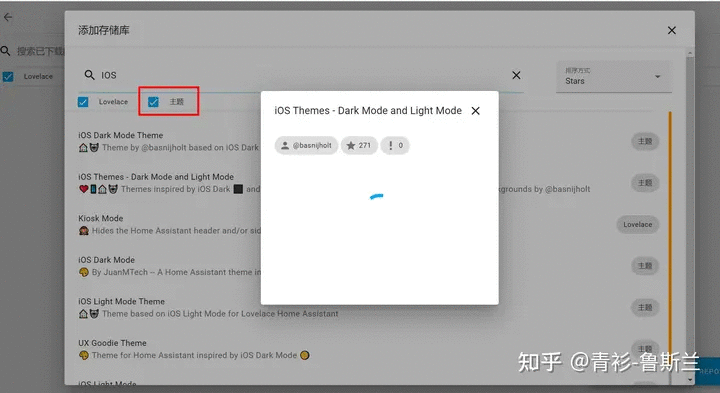 添加存储库
搜索已下载
IOS
排序方式:
Stars
Lovelace
Lovelace
主题
iOS Themes - Dark Mode and Light Mode
@basnijholt
271
0
iOS Dark Mode Theme
Theme by @basnijholt based on iOS Dark
主题
iOS Themes - Dark Mode and Light Mode
Themes inspired by iOS Dark
and
kgrounds by @basnijholt
主题
Kiosk Mode
Hides the Home Assistant header and/or sid
Lovelace
iOS Dark Mode
By JuanMTech -- A Home Assistant theme in
主题
iOS Light Mode Theme
Theme based on iOS Light Mode for Lovelace Home Assistant
主题
UX Goodie Theme
Theme for Home Assistant inspired by iOS Dark Mode
主题
iOS Light Mode
REPO
知乎 @青衫-鲁斯兰